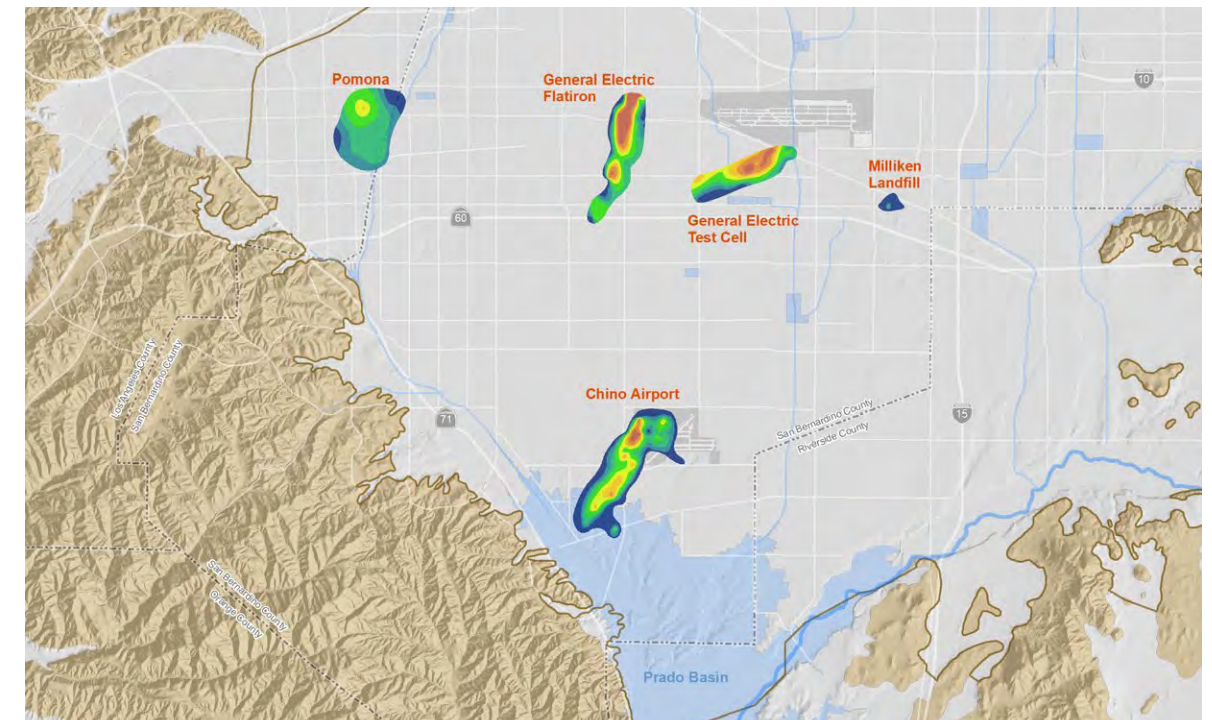 Pomona
General Electric
Flatiron
10
Milliken
Landfill
60
General Electric
Test Cell
Los Angeles County
San Bernardino County
Chino Airport
71
San Bernardino County
Riverside County
15
San Bernardino County
Orange County
Prado Basin